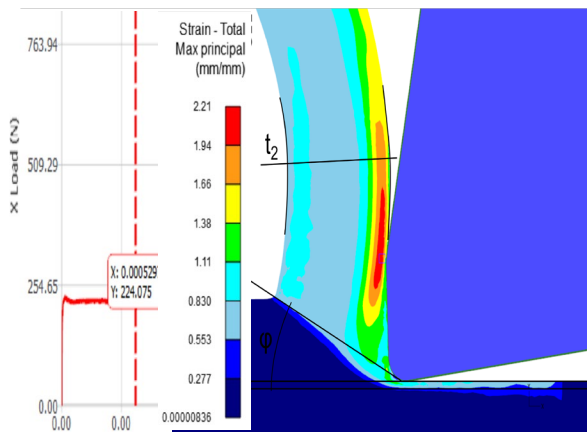 X Load (N)
763.94
509.29
254.65
0.00
0.00
0.00
X: 0.000529
Y: 224.075
Strain - Total
Max principal
(mm/mm)
2.21
1.94
1.66
1.38
1.11
0.830
0.553
0.277
0.00000836
t2
φ